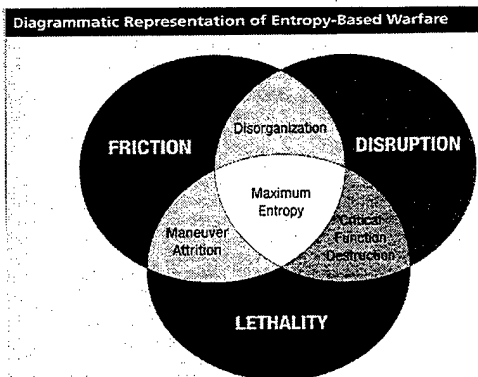 Diagrammatic Representation of Entropy-Based Warfare
Disorganization
FRICTION
DISRUPTION
Maximum
Entropy
Maneuver
Attrition
Critical
Function
Destruction
LETHALITY